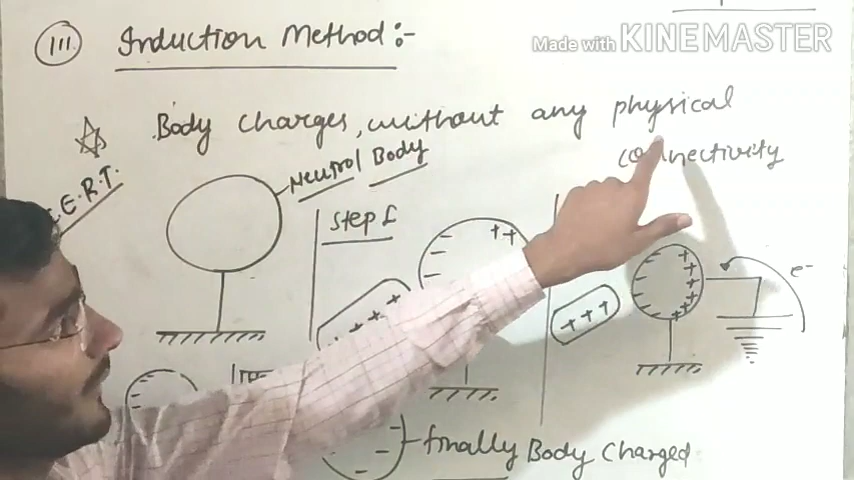 Made with KINEMASTER
III Induction Method:-
Body Charges, without any physical
connectivity
Neutral Body
E.R.T.
Step I
+ +
+ + + +
+ + +
e-
finally Body Charged